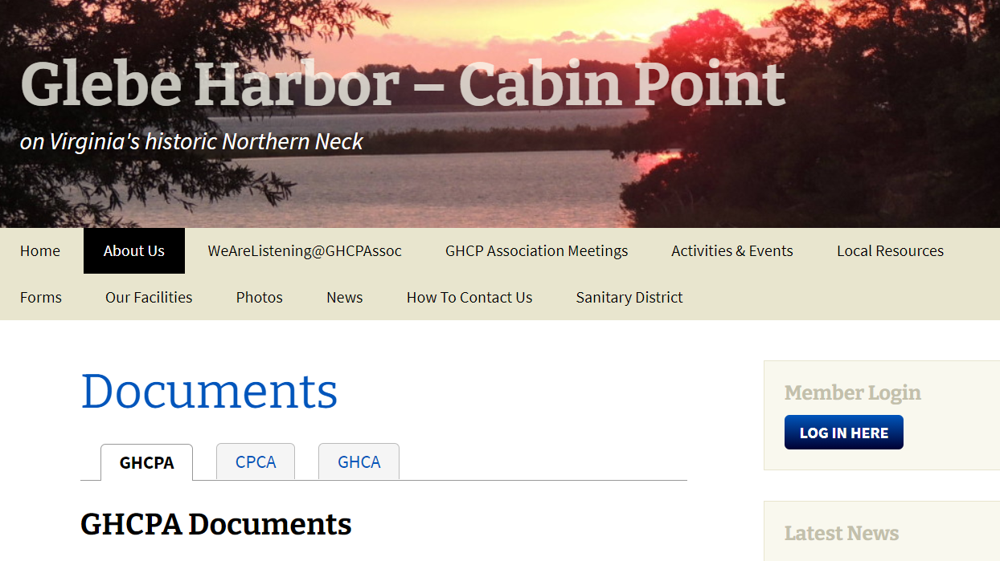 Glebe Harbor – Cabin Point
on Virginia's historic Northern Neck
Home About Us WeAreListening@GHCPAssoc GHCP Association Meetings Activities & Events Local Resources
Forms Our Facilities Photos News How To Contact Us Sanitary District
Documents
GHCPA CPCA GHCA
GHCPA Documents
Member Login
LOG IN HERE
Latest News